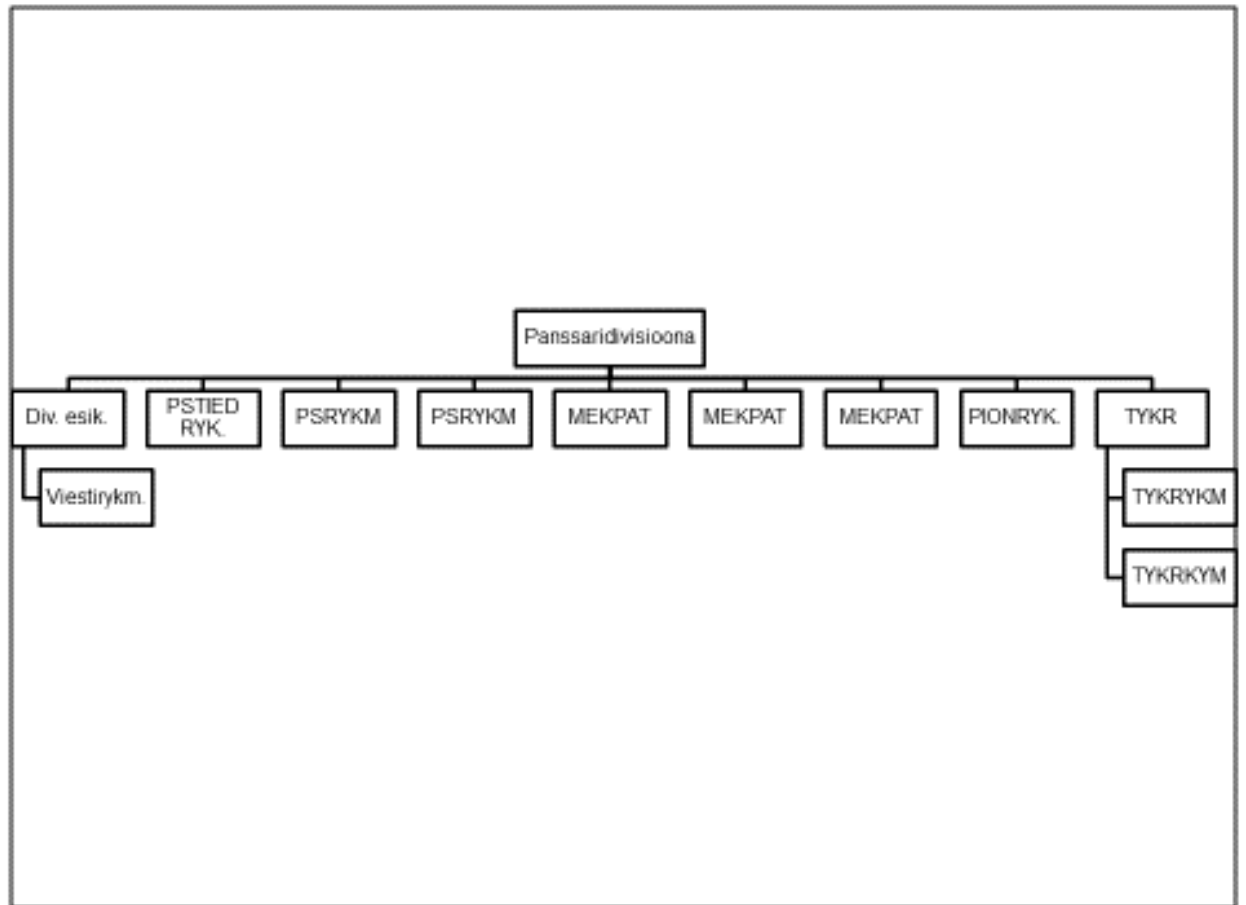 Panssaridivisioona
Div. esik.
PSTIED
RYK.
PSRYKM
PSRYKM
MEKPAT
MEKPAT
MEKPAT
PIONRYK.
TYKR
Viestirykm.
TYKRYKM
TYKRKYM